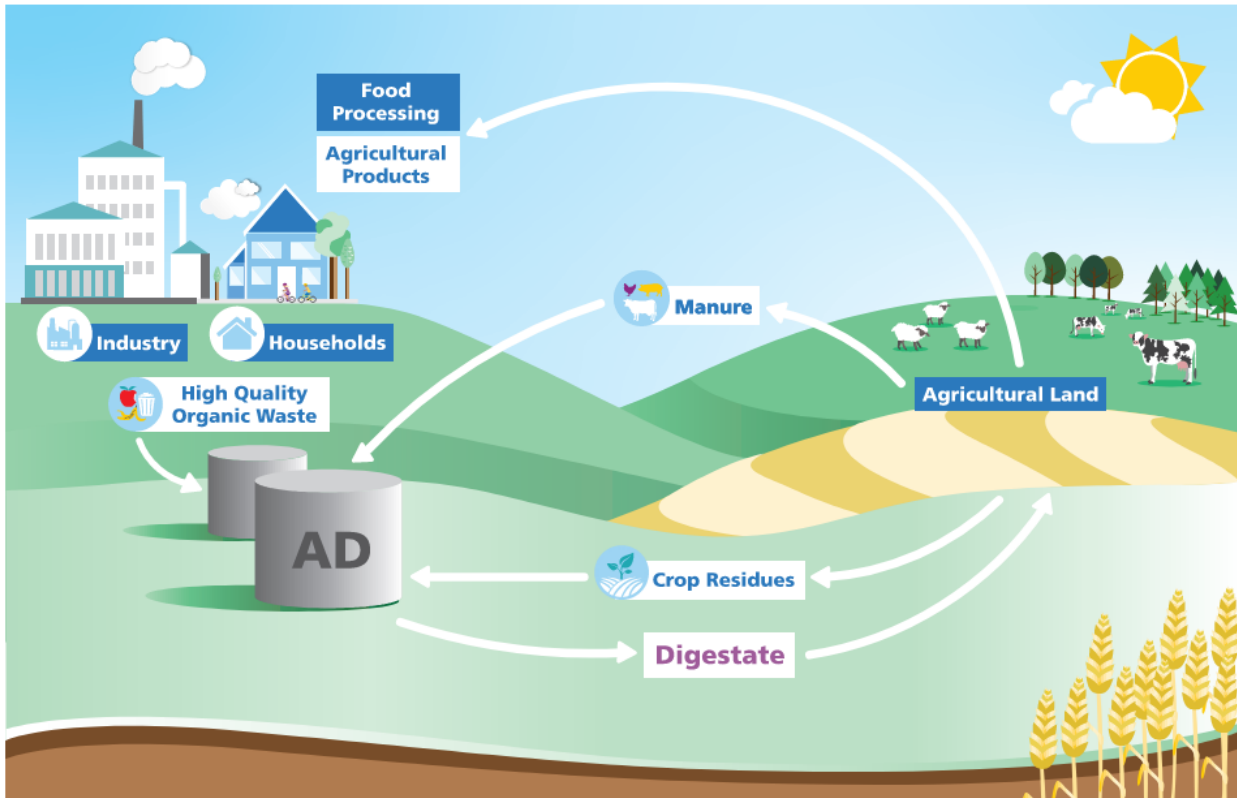 Food
Processing
Agricultural
Products
Manure
Industry
Households
Agricultural Land
High Quality
Organic Waste
AD
Crop Residues
Digestate